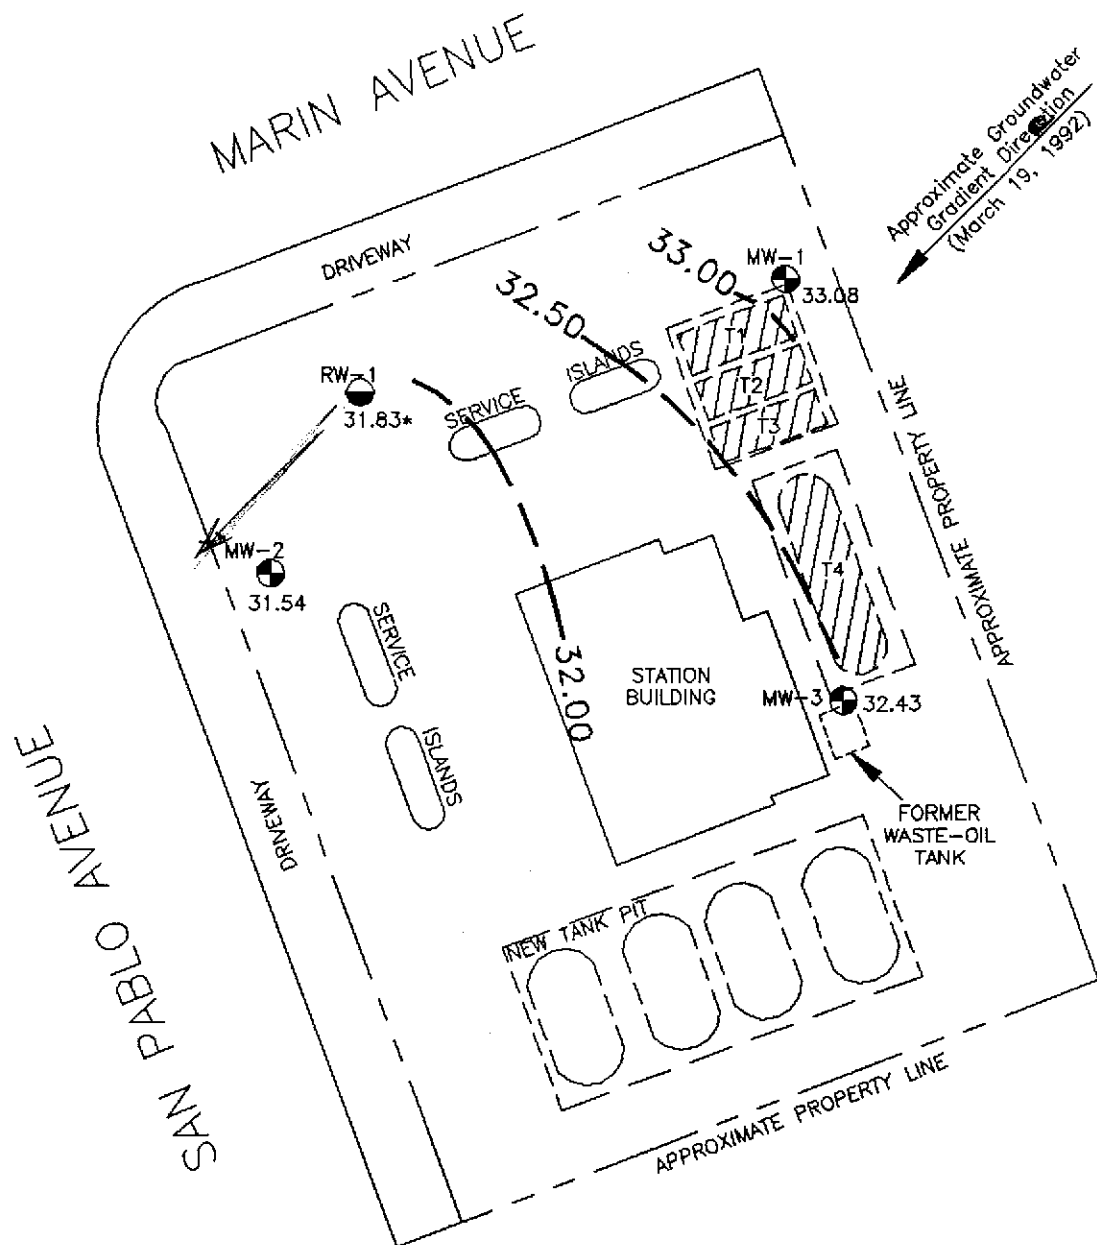 MARIN AVENUE
Approximate Groundwater
Gradient Direction
(March 19, 1992)
DRIVEWAY
33.00
MW-1
33.08
32.50
T1
ISLANDS
RW-1
31.83*
SERVICE
T2
T3
APPROXIMATE PROPERTY LINE
MW-2
31.54
T4
SERVICE
32.00
STATION
BUILDING
MW-3
32.43
ISLANDS
DRIVEWAY
SAN PABLO AVENUE
FORMER
WASTE-OIL
TANK
NEW TANK PIT
APPROXIMATE PROPERTY LINE